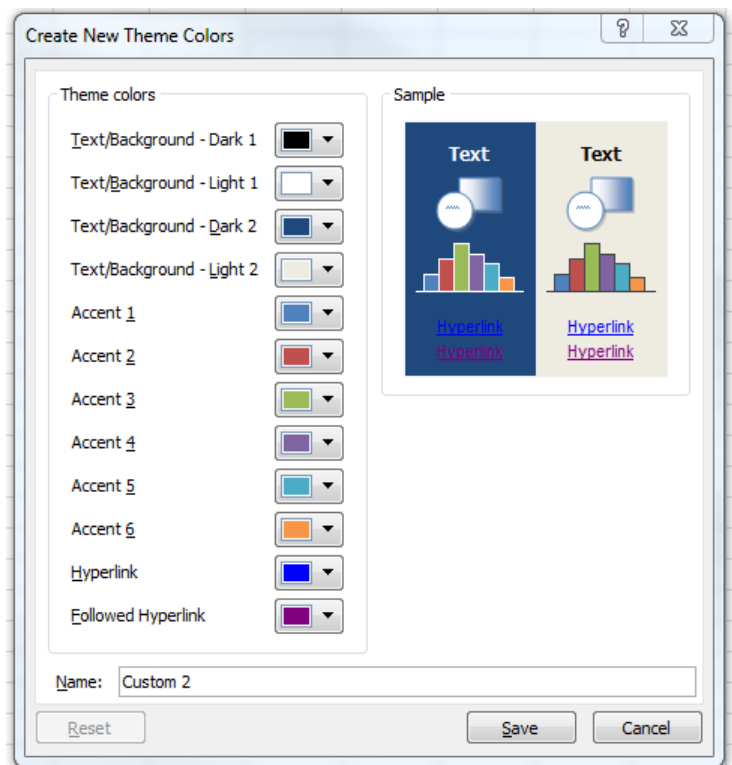 Create New Theme Colors
Theme colors
Text/Background - Dark 1
Text/Background - Light 1
Text/Background - Dark 2
Text/Background - Light 2
Accent 1
Accent 2
Accent 3
Accent 4
Accent 5
Accent 6
Hyperlink
Followed Hyperlink
Sample
Text Text
Hyperlink Hyperlink
Hyperlink Hyperlink
Name: Custom 2
Reset Save Cancel